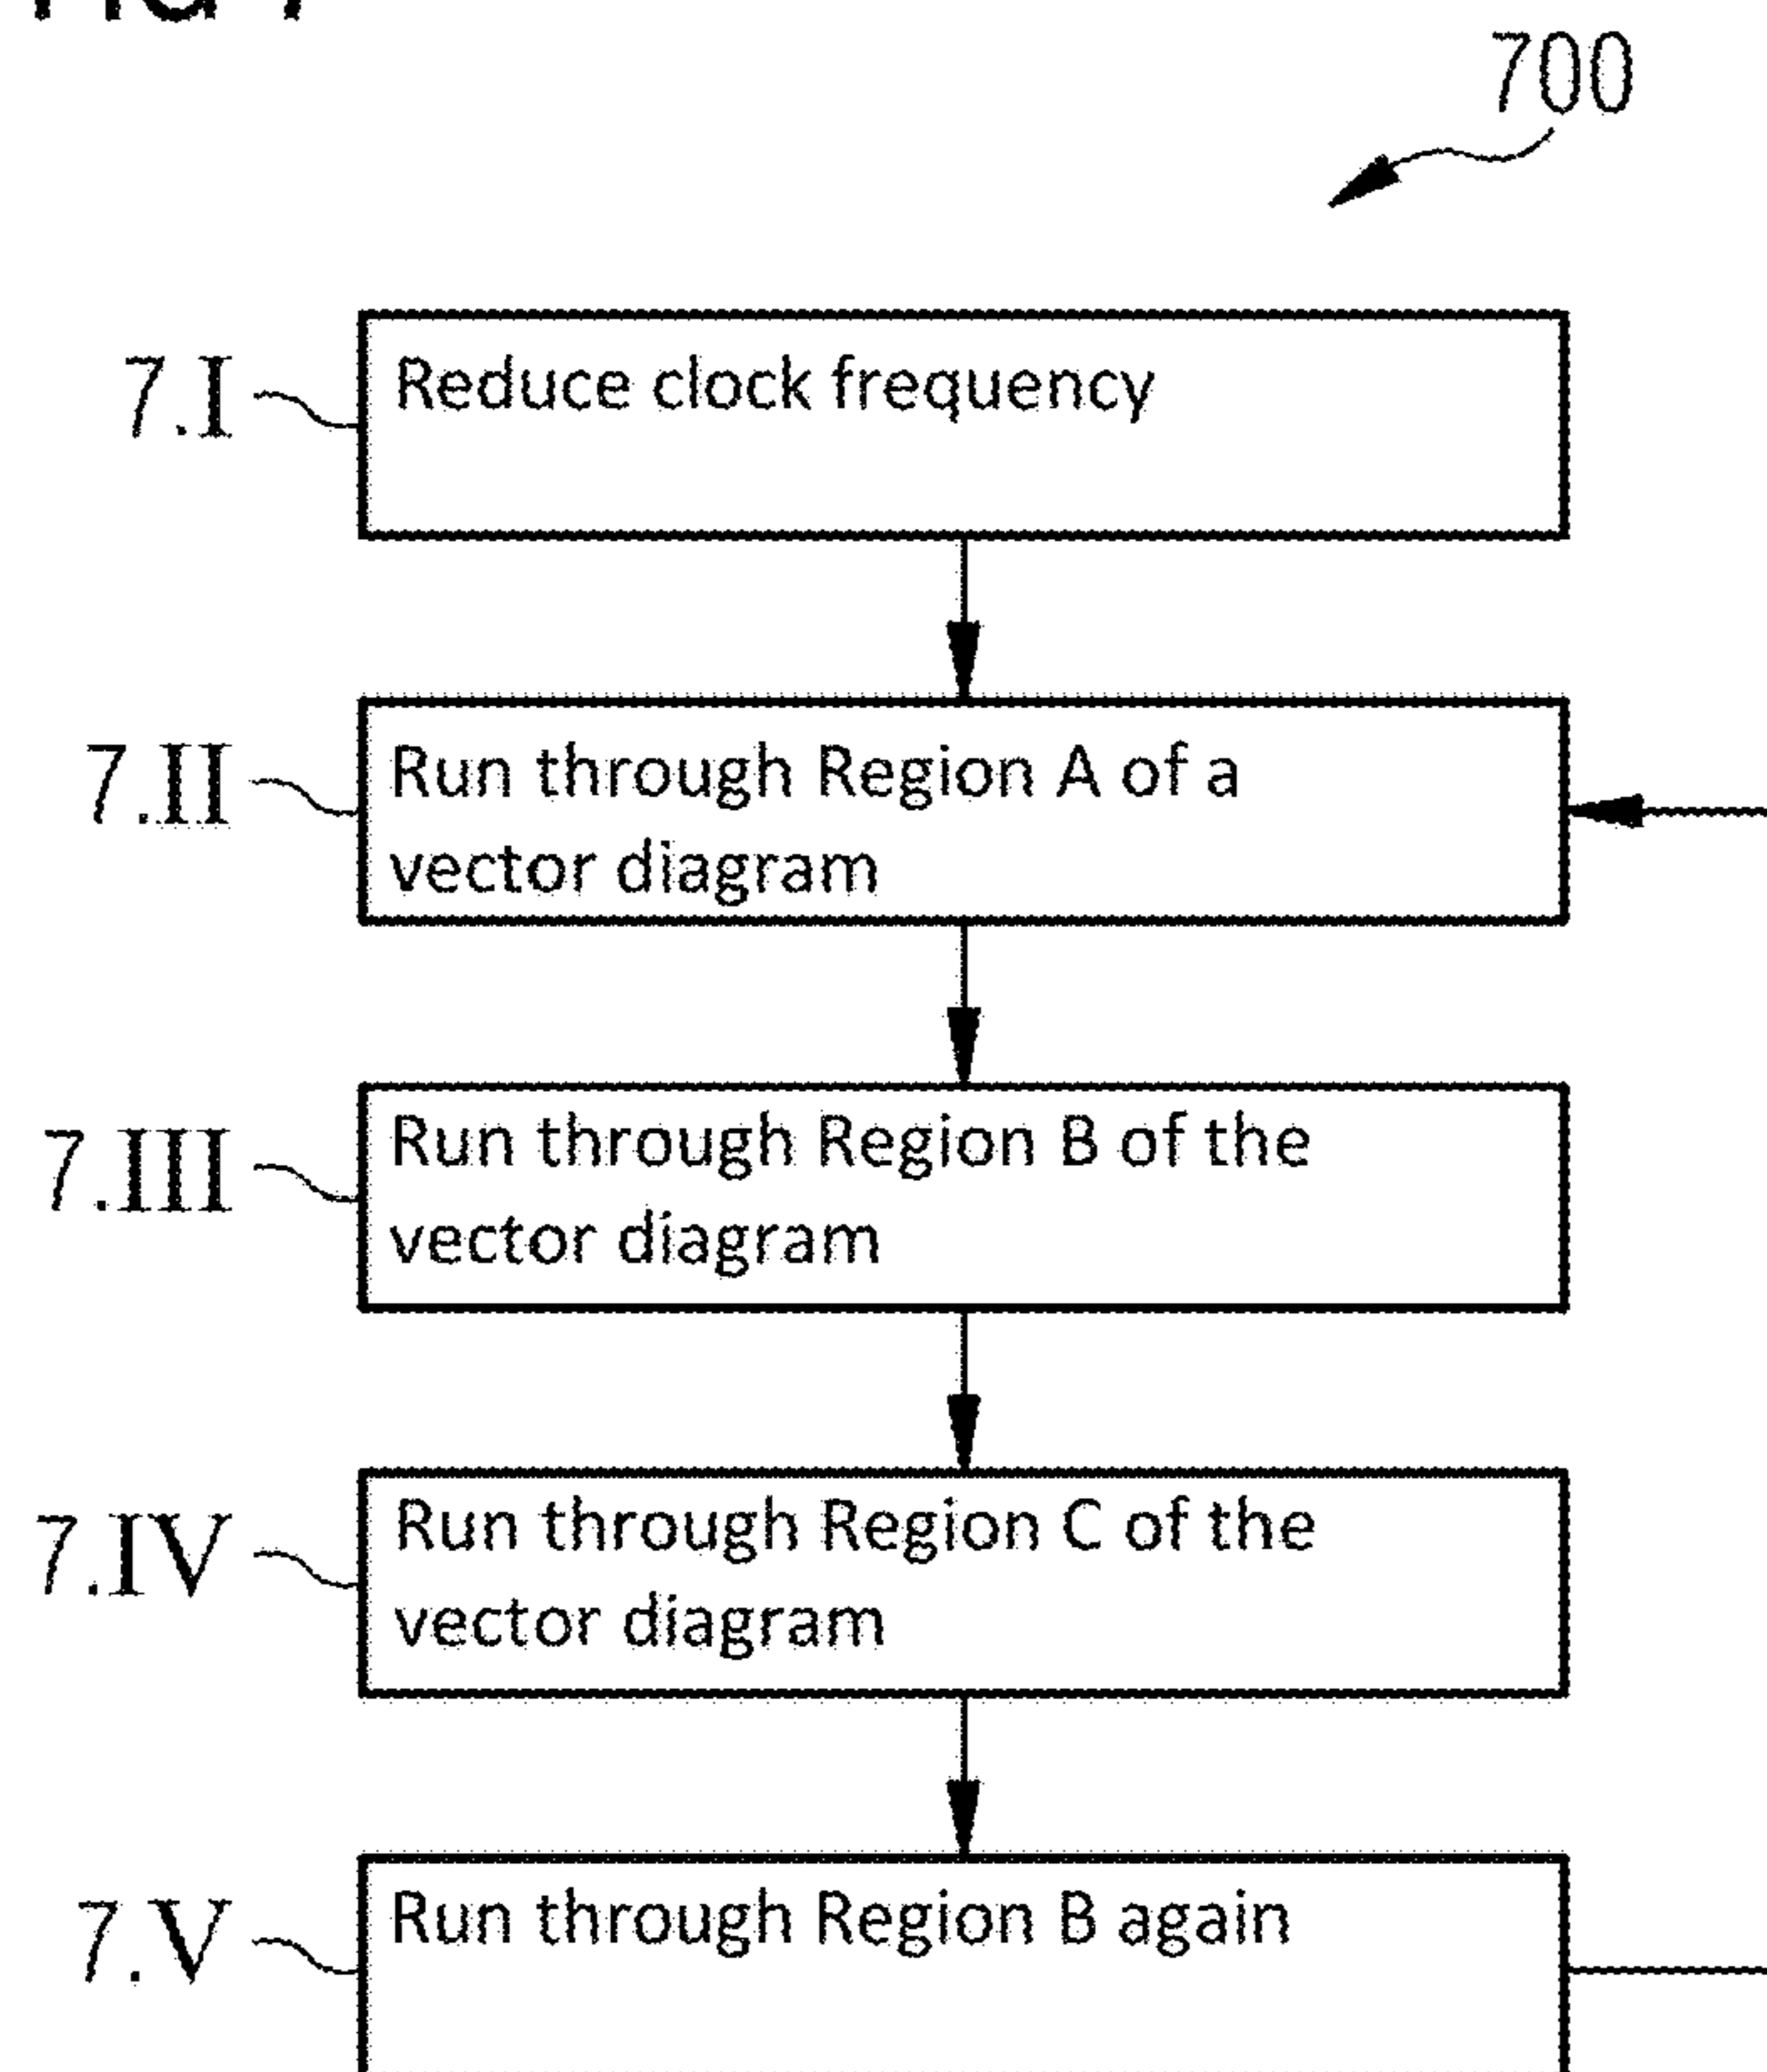 700
7.I
Reduce clock frequency
7.II
Run through Region A of a
vector diagram
7.III
Run through Region B of the
vector diagram
7.IV
Run through Region C of the
vector diagram
7.V
Run through Region B again